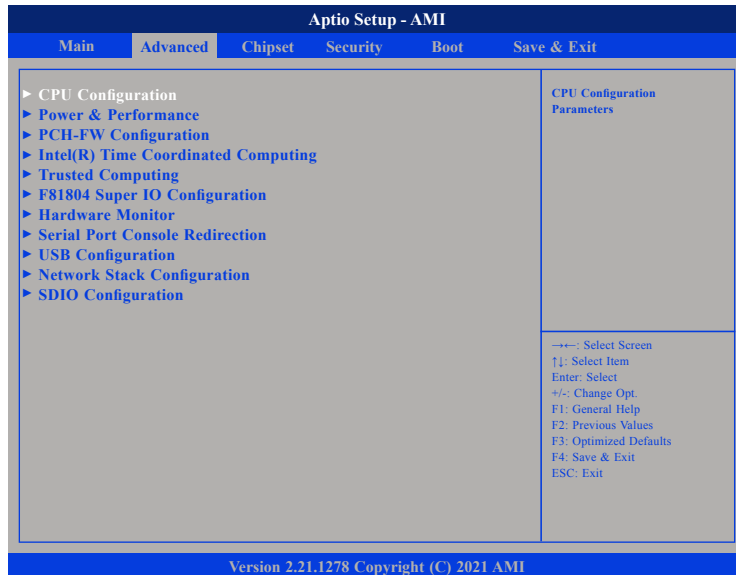 Aptio Setup - AMI
Main Advanced Chipset Security Boot Save & Exit
► CPU Configuration
► Power & Performance
► PCH-FW Configuration
► Intel(R) Time Coordinated Computing
► Trusted Computing
► F81804 Super IO Configuration
► Hardware Monitor
► Serial Port Console Redirection
► USB Configuration
► Network Stack Configuration
► SDIO Configuration
CPU Configuration
Parameters
→←: Select Screen
↑↓: Select Item
Enter: Select
+/-: Change Opt.
F1: General Help
F2: Previous Values
F3: Optimized Defaults
F4: Save & Exit
ESC: Exit
Version 2.21.1278 Copyright (C) 2021 AMI